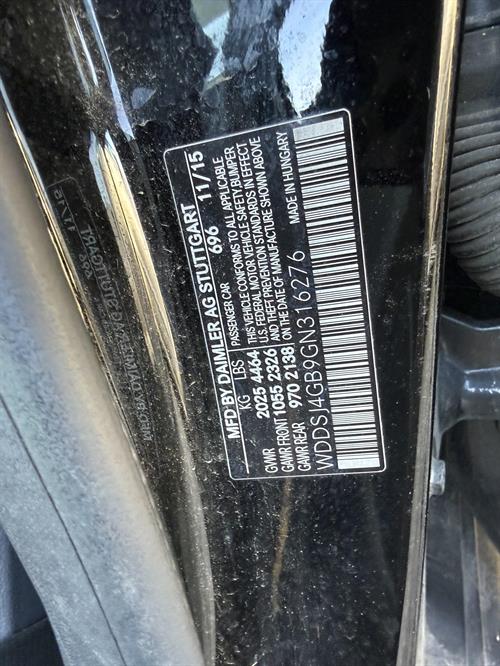 MFD BY DAIMLER AG STUTTGART
696 11/15
KG LBS PASSENGER CAR
GVWR 2025 4464 THIS VEHICLE CONFORMS TO ALL APPLICABLE
GAWR FRONT 1055 2326 U.S. FEDERAL MOTOR VEHICLE SAFETY, BUMPER
GAWR REAR 970 2138 AND THEFT PREVENTION STANDARDS IN EFFECT
ON THE DATE OF MANUFACTURE SHOWN ABOVE
WDDSJ4GB9GN316276 MADE IN HUNGARY